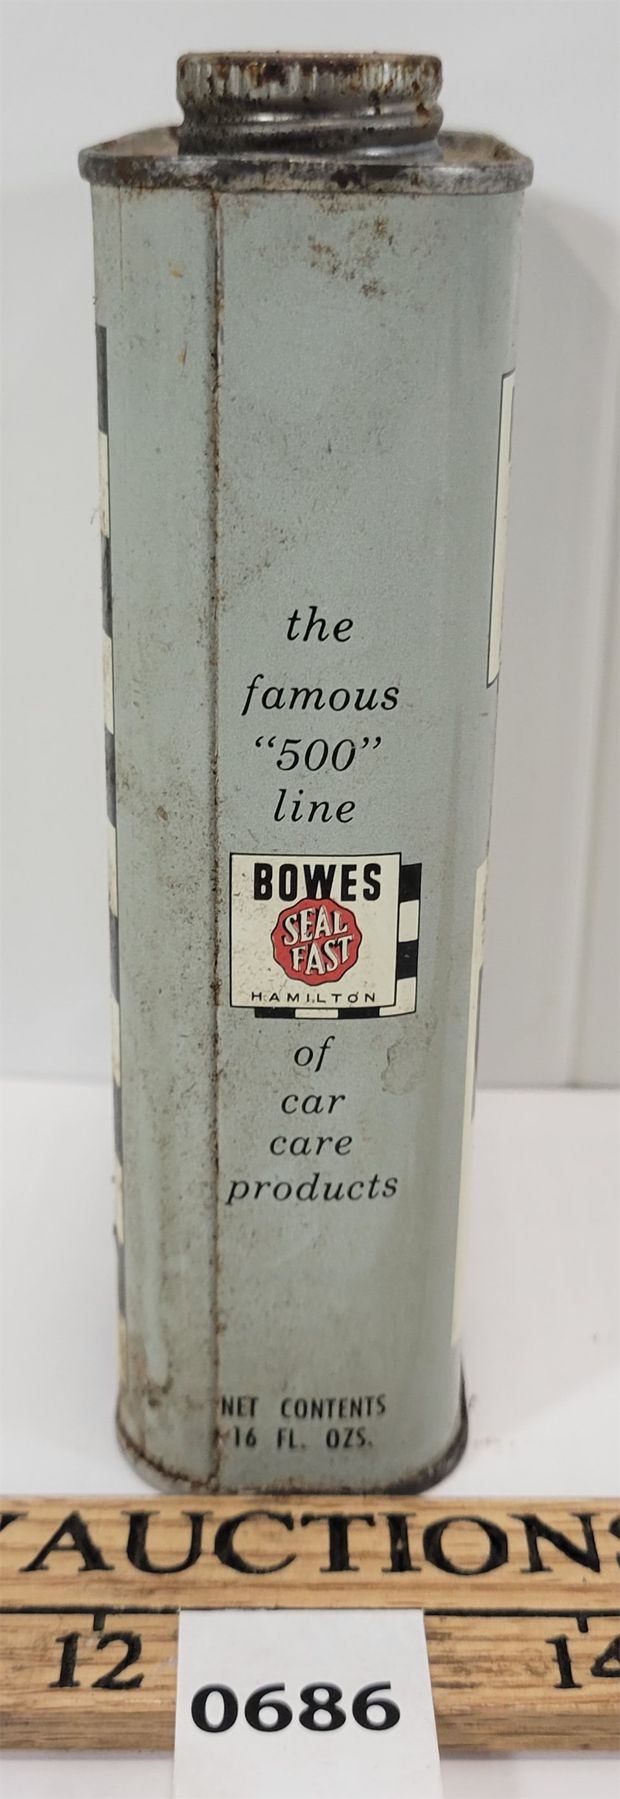 the
famous
“500”
line
BOWES
SEAL
FAST
HAMILTON
of
car
care
products
NET CONTENTS
16 FL. OZS.
AUCTIONS
12
14
0686